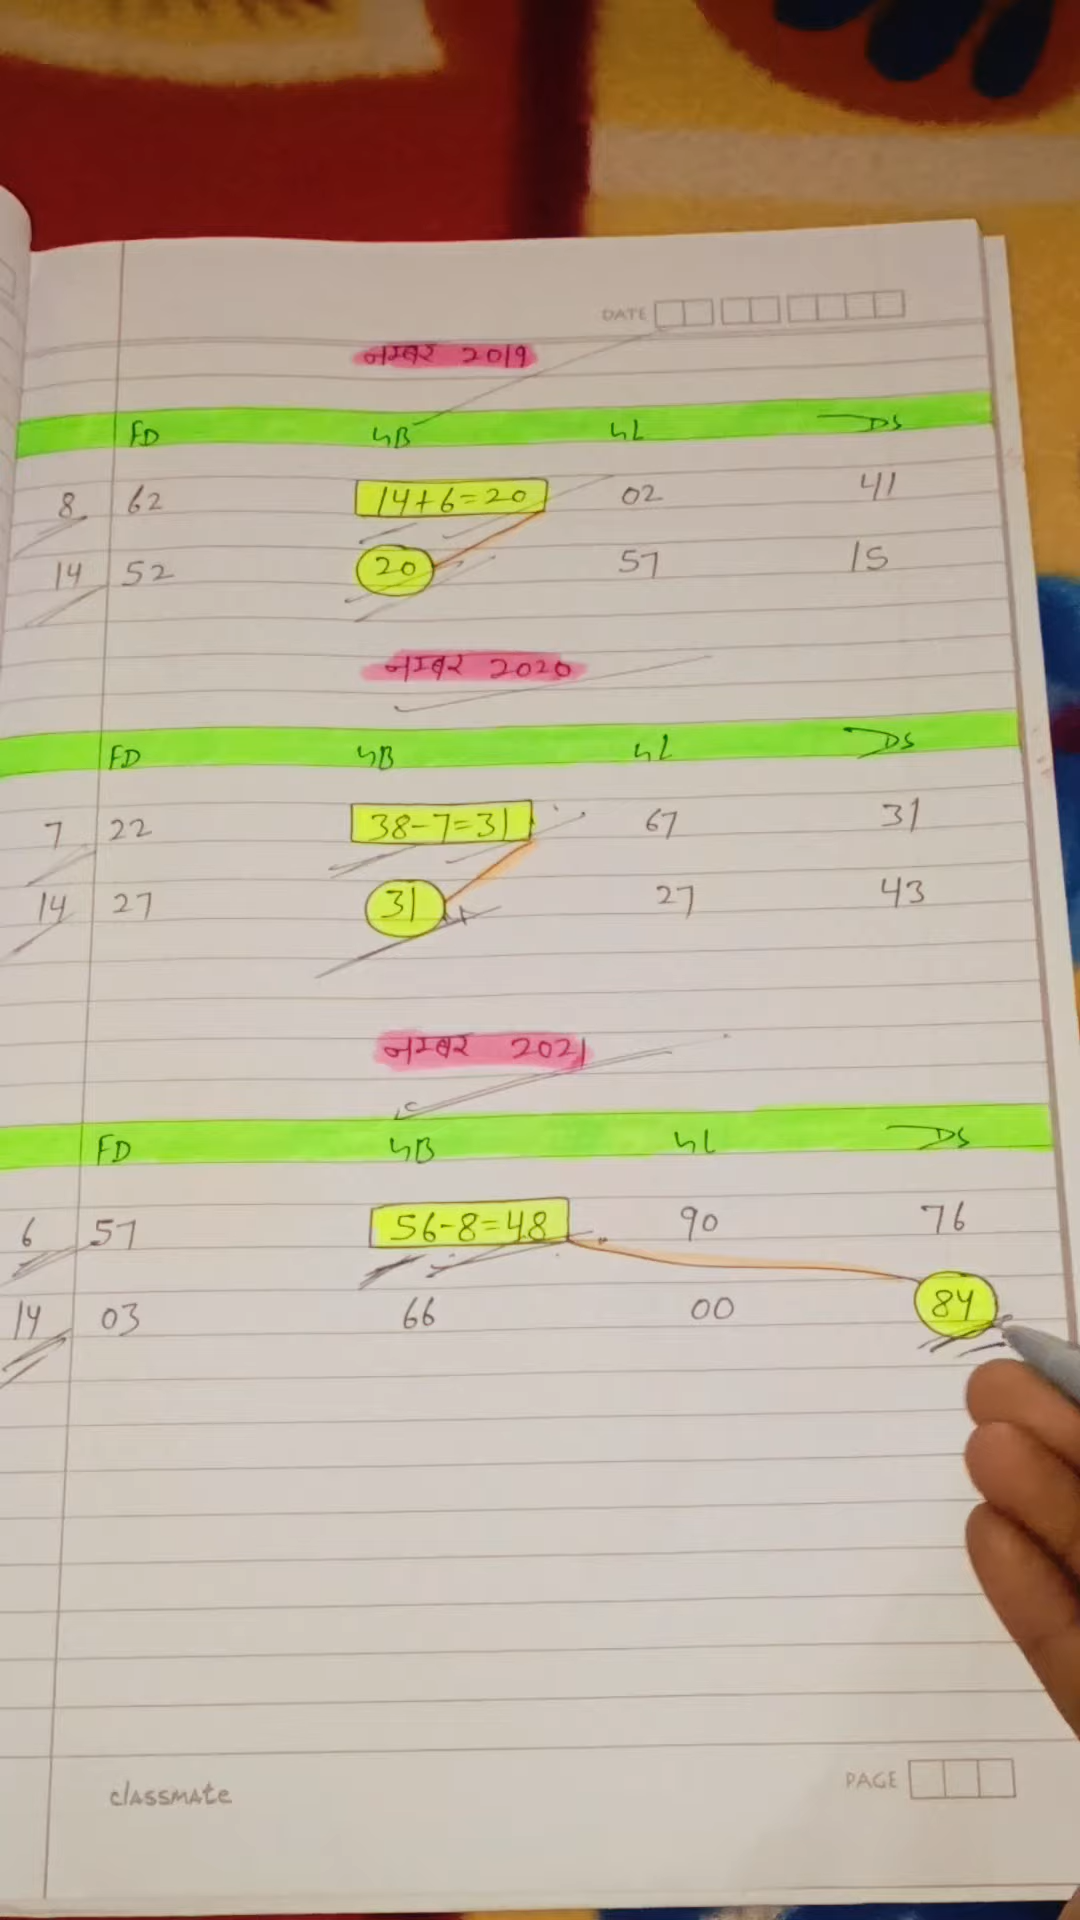 DATE
नम्बर 2019
FD GB GL DS
8 62 14+6=20 02 41
14 52 20 57 15
नम्बर 2020
FD GB GL DS
7 22 38-7=31 67 31
14 27 31 27 43
नम्बर 2021
FD GB GL DS
6 57 56-8=48 90 76
14 03 66 00 84
classmate PAGE